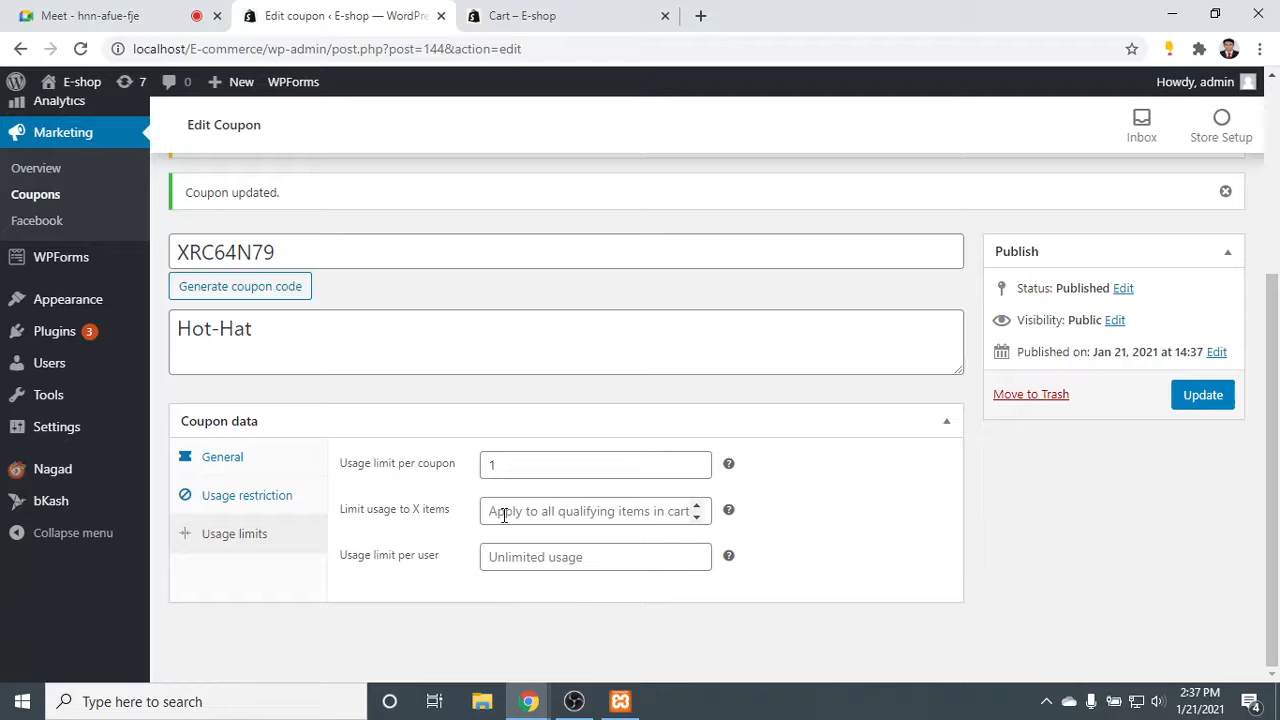 Meet - hnn-afue-fje
Edit coupon ‹ E-shop — WordPre
Cart – E-shop
localhost/E-commerce/wp-admin/post.php?post=144&action=edit
E-shop
7
0
New
WPForms
Howdy, admin
Analytics
Marketing
Overview
Coupons
Facebook
WPForms
Appearance
Plugins 3
Users
Tools
Settings
Nagad
bKash
Collapse menu
Edit Coupon
Inbox
Store Setup
Coupon updated.
XRC64N79
Generate coupon code
Hot-Hat
Coupon data
General
Usage restriction
Usage limits
Usage limit per coupon
1
Limit usage to X items
Apply to all qualifying items in cart
Usage limit per user
Unlimited usage
Publish
Status: Published Edit
Visibility: Public Edit
Published on: Jan 21, 2021 at 14:37 Edit
Move to Trash
Update
Type here to search
2:37 PM
1/21/2021
4